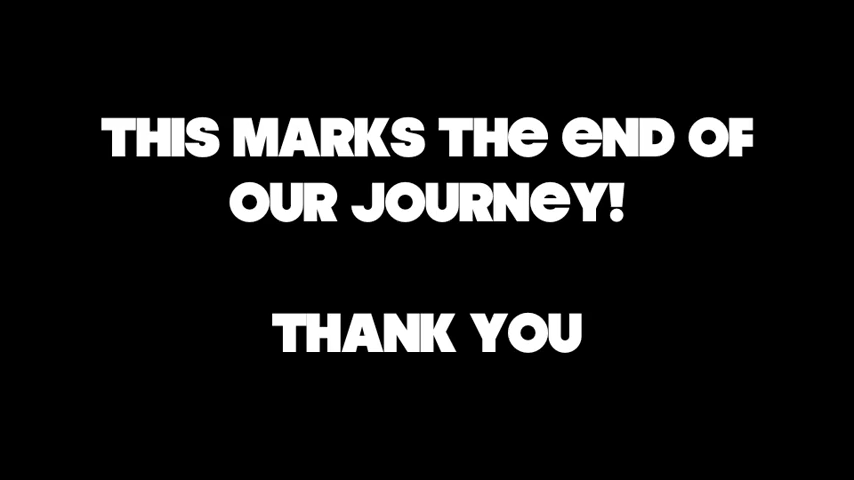 THIS MARKS THE END OF
OUR JOURNEY!
THANK YOU